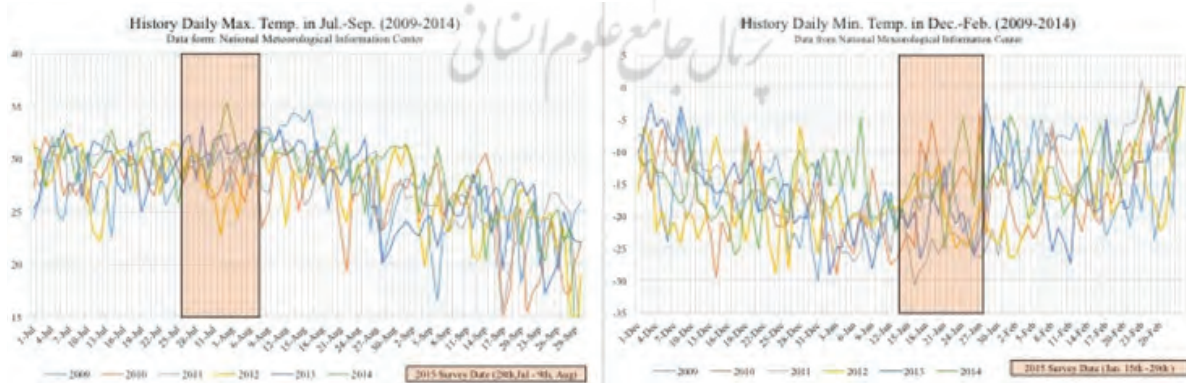 History Daily Max. Temp. in Jul.-Sep. (2009-2014)
Data form: National Meteorological Information Center
40
35
30
25
20
15
1-Jul
4-Jul
7-Jul
10-Jul
13-Jul
16-Jul
19-Jul
22-Jul
25-Jul
28-Jul
31-Jul
3-Aug
6-Aug
9-Aug
12-Aug
15-Aug
18-Aug
21-Aug
24-Aug
27-Aug
30-Aug
2-Sep
5-Sep
8-Sep
11-Sep
14-Sep
17-Sep
20-Sep
23-Sep
26-Sep
29-Sep
2009 2010 2011 2012 2013 2014
2015 Survey Date (28th, Jul - 9th, Aug)
History Daily Min. Temp. in Dec.-Feb. (2009-2014)
Data from National Meteorological Information Center
5
0
-5
-10
-15
-20
-25
-30
-35
1-Dec
4-Dec
7-Dec
10-Dec
13-Dec
16-Dec
19-Dec
22-Dec
25-Dec
28-Dec
31-Dec
3-Jan
6-Jan
9-Jan
12-Jan
15-Jan
18-Jan
21-Jan
24-Jan
27-Jan
30-Jan
2-Feb
5-Feb
8-Feb
11-Feb
14-Feb
17-Feb
20-Feb
23-Feb
26-Feb
2009 2010 2011 2012 2013 2014
2015 Survey Date (Jan. 15th - 29th)
پرتال جامع علوم انسانی